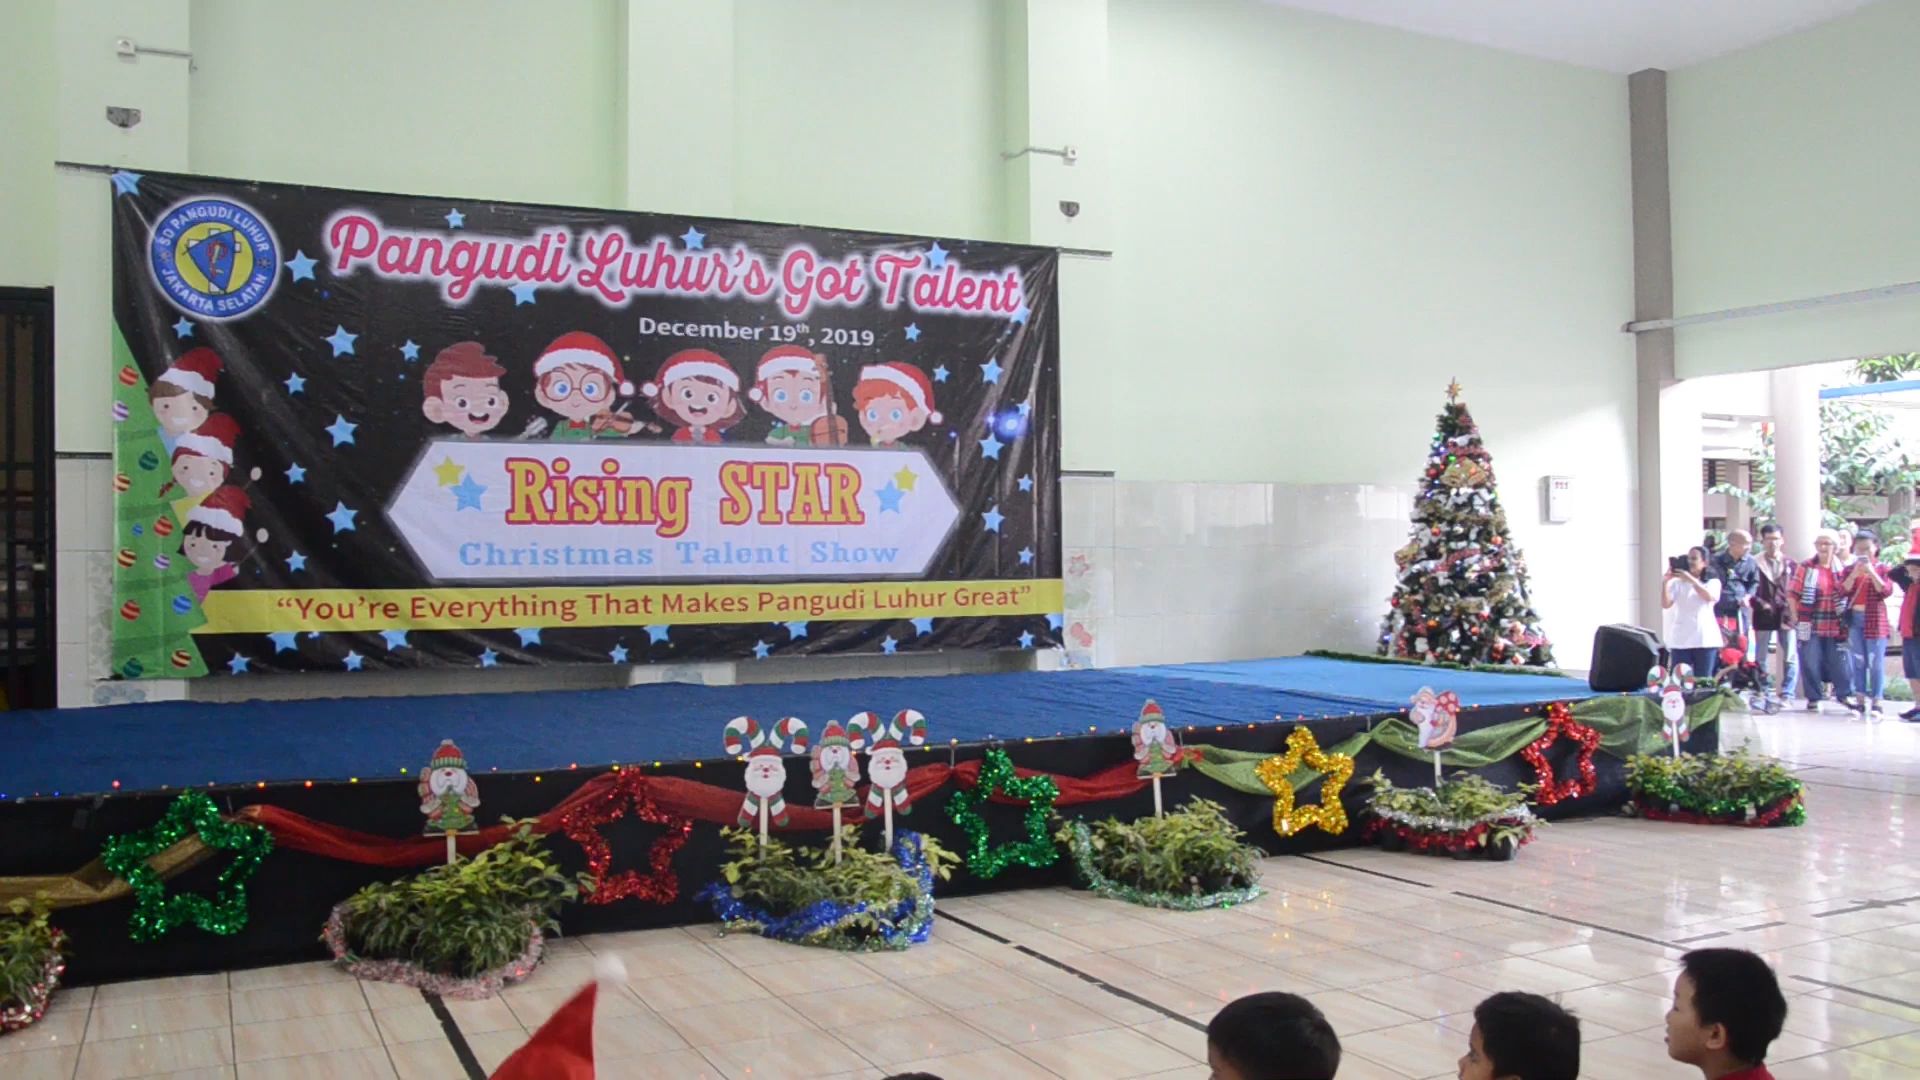 SD PANGUDI LUHUR
JAKARTA SELATAN
Pangudi Luhur's Got Talent
December 19th, 2019
Rising STAR
Christmas Talent Show
"You're Everything That Makes Pangudi Luhur Great"